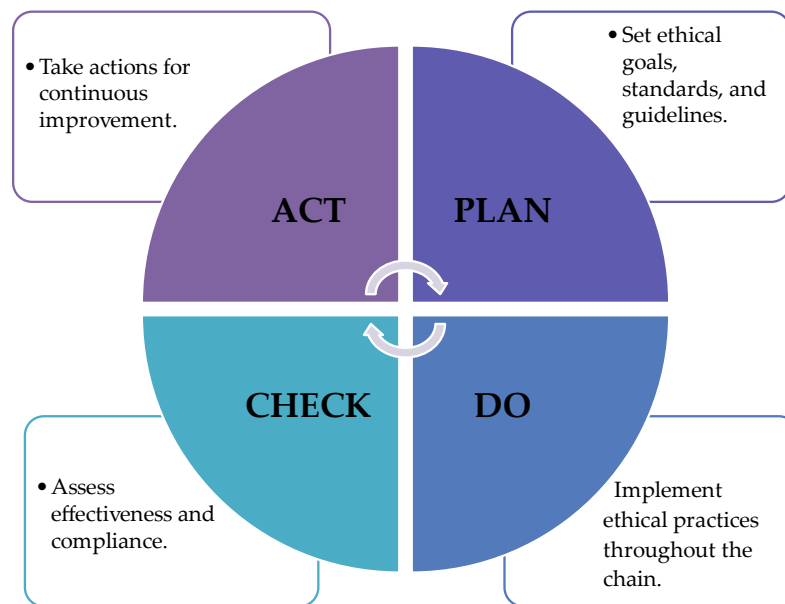 • Take actions for
continuous
improvement.
• Set ethical
goals,
standards, and
guidelines.
ACT
PLAN
CHECK
DO
• Assess
effectiveness and
compliance.
Implement
ethical practices
throughout the
chain.